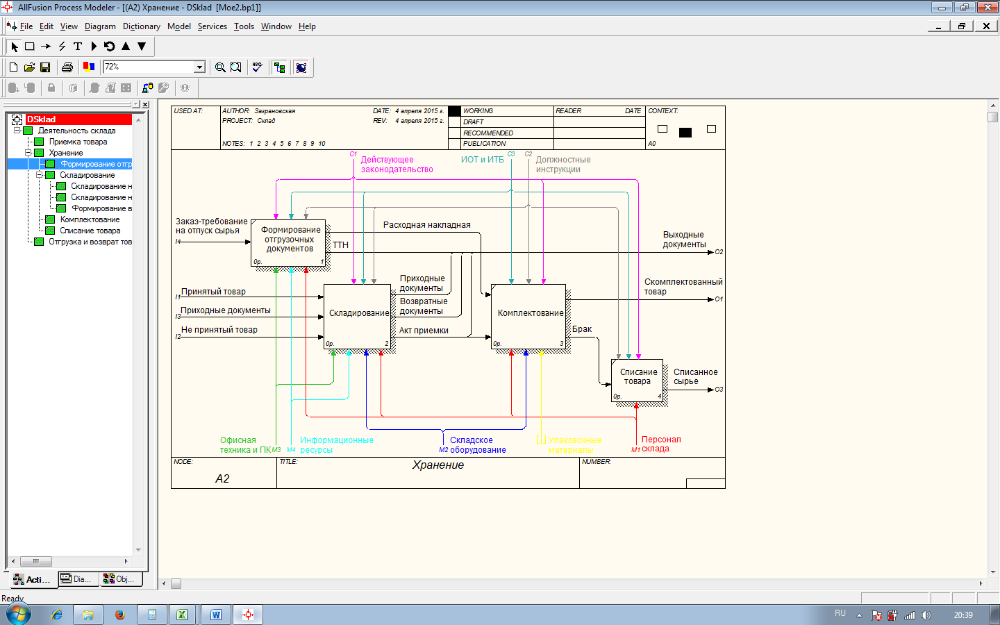 AllFusion Process Modeler - [(A2) Хранение - DSklad  [Moe2.bp1]]
File Edit View Diagram Dictionary Model Services Tools Window Help
72%
ABC
DSklad
Деятельность склада
Приемка товара
Хранение
Формирование отгр
Складирование
Складирование н
Складирование н
Формирование в
Комплектование
Списание товара
Отгрузка и возврат тов
Acti...
Dia...
Obj...
USED AT:
AUTHOR: Заграновская
DATE: 4 апреля 2015 г.
PROJECT: Склад
REV: 4 апреля 2015 г.
NOTES: 1 2 3 4 5 6 7 8 9 10
WORKING
DRAFT
RECOMMENDED
PUBLICATION
READER
DATE
CONTEXT:
A0
C1
Действующее
законодательство
ИОТ и ИТБ
C3
C2
Должностные
инструкции
Заказ-требование
на отпуск сырья
I4
Формирование
отгрузочных
документов
0р.
1
Расходная накладная
ТТН
Выходные
документы
O2
Принятый товар
I1
Приходные документы
I3
Не принятый товар
I2
Складирование
0р.
2
Приходные
документы
Возвратные
документы
Акт приемки
Комплектование
0р.
3
Скомплектованный
товар
O1
Брак
Списание
товара
0р.
4
Списанное
сырье
O3
Офисная
техника и ПК
M3
M4
Информационные
ресурсы
M2
Складское
оборудование
Упаковочные
материалы
M1
Персонал
склада
NODE:
A2
TITLE:
Хранение
NUMBER:
Ready
RU
20:39